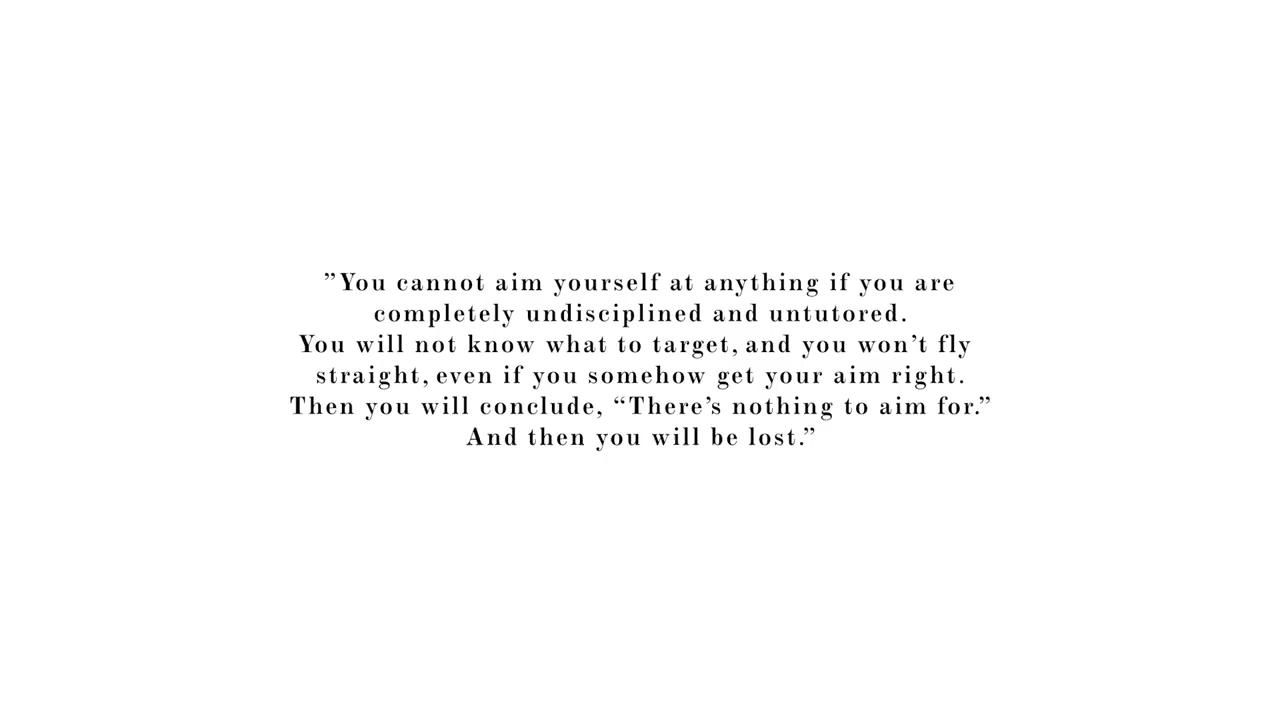 ”You cannot aim yourself at anything if you are
completely undisciplined and untutored.
You will not know what to target, and you won’t fly
straight, even if you somehow get your aim right.
Then you will conclude, “There’s nothing to aim for.”
And then you will be lost.”